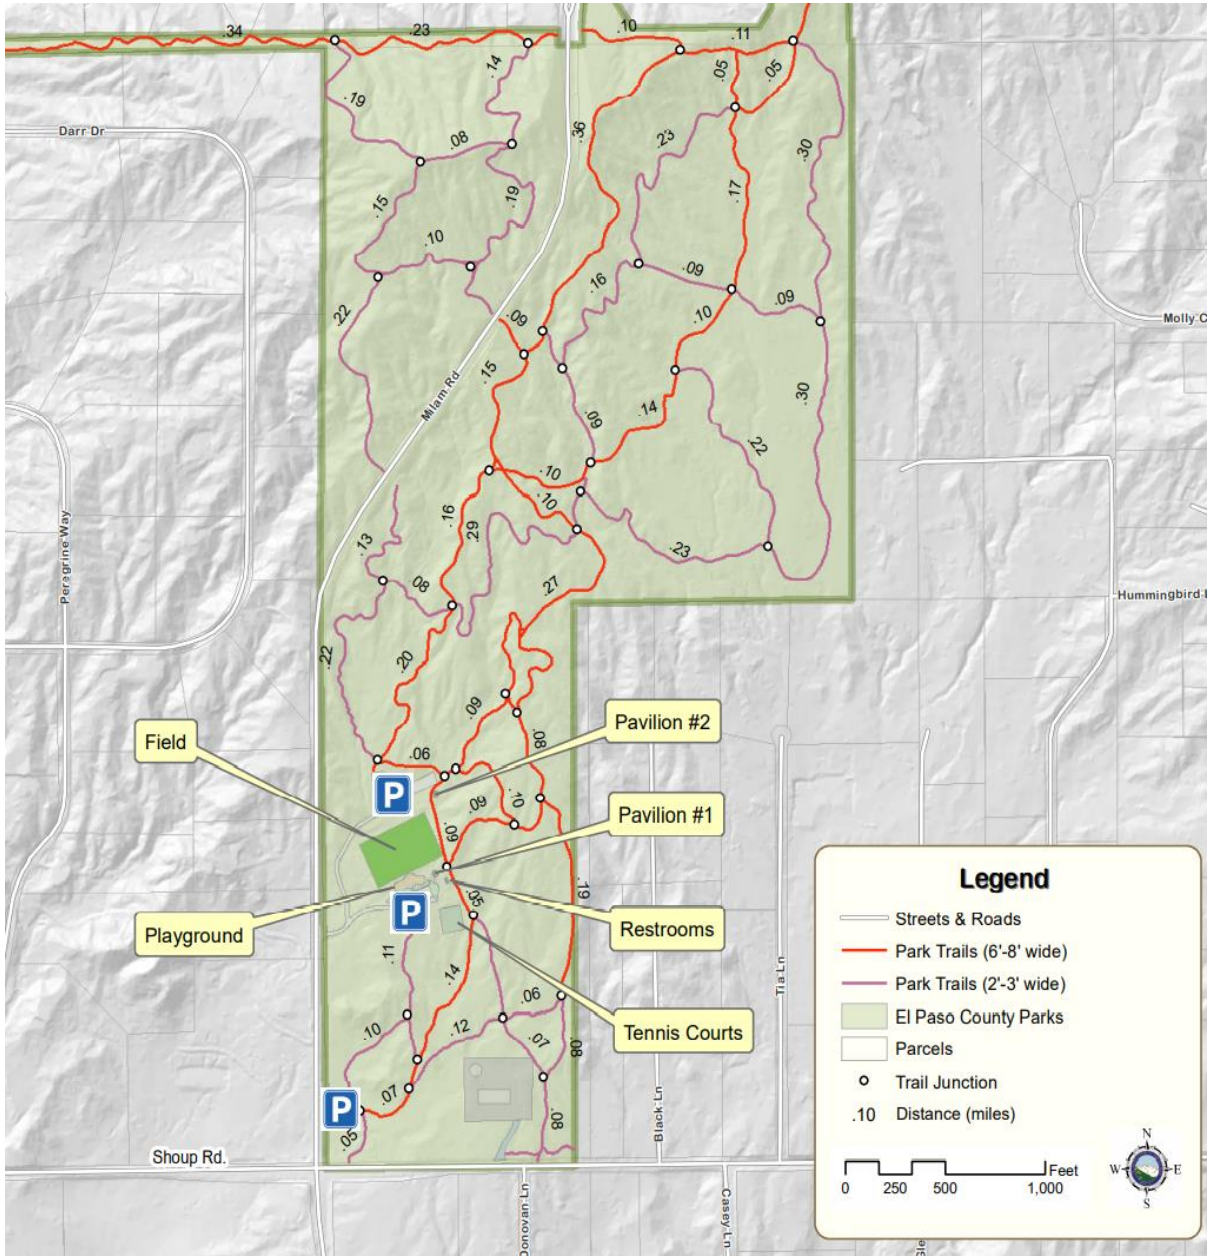 .34
.23
.10
.11
.14
.05
.05
.19
.36
Darr Dr
.08
.23
.30
.15
.19
.17
.10
.16
.09
.09
.22
.09
.10
Molly C
.15
Milam Rd
.14
.09
.30
.22
.10
.10
.16
.29
Peregrine Way
.13
.23
.08
.27
Hummingbird L
.22
.20
.09
Pavilion #2
Field
.06
.08
P
.09
.10
Pavilion #1
.09
Legend
.05
.19
P
Streets & Roads
Playground
Restrooms
Park Trails (6'-8' wide)
.11
.14
Tia Ln
Park Trails (2'-3' wide)
.06
El Paso County Parks
.10
.12
Tennis Courts
.07
.08
Parcels
Trail Junction
.07
P
Black Ln
.10 Distance (miles)
.08
.05
Shoup Rd.
N
W E
S
Feet
0 250 500 1,000
Donovan Ln
Casey Ln
Gle